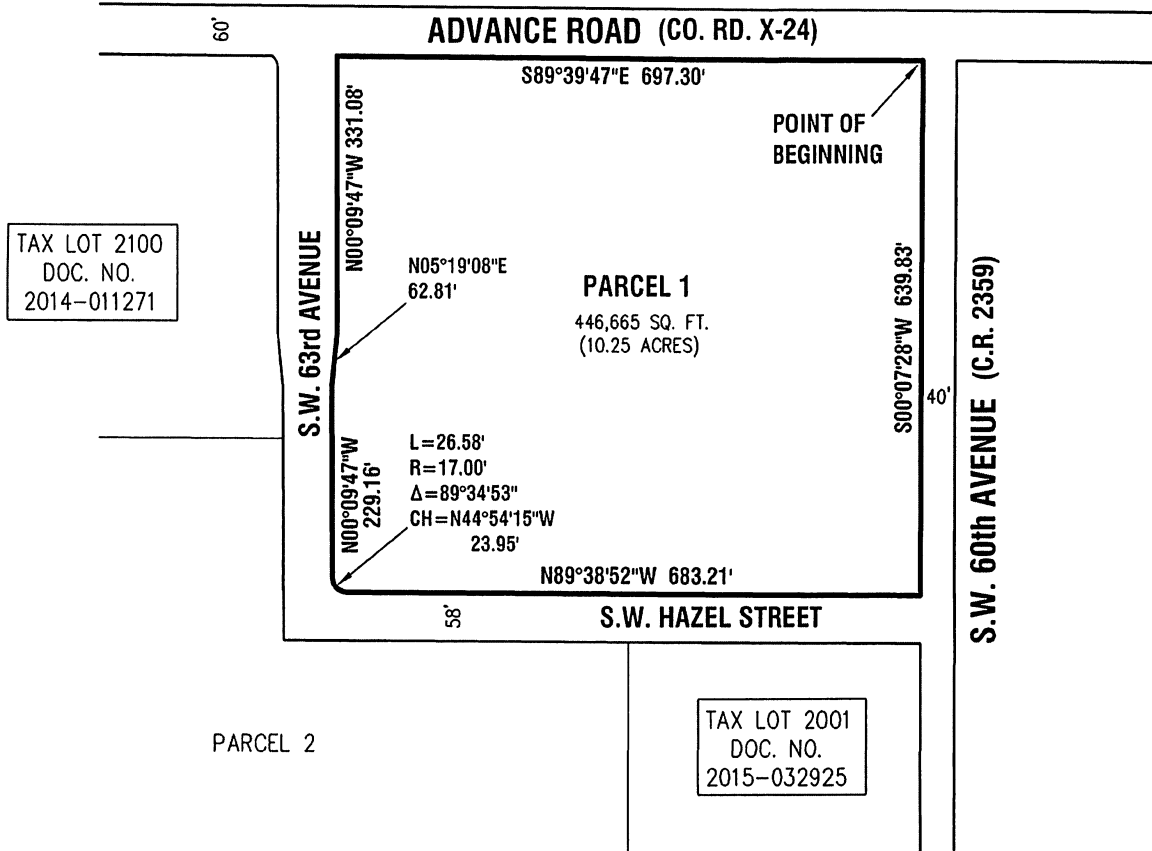 60'
ADVANCE ROAD (CO. RD. X-24)
S89°39'47"E 697.30'
POINT OF
BEGINNING
N00°09'47"W 331.08'
TAX LOT 2100
DOC. NO.
2014-011271
S.W. 63rd AVENUE
N05°19'08"E
62.81'
PARCEL 1
446,665 SQ. FT.
(10.25 ACRES)
S00°07'28"W 639.83'
40'
S.W. 60th AVENUE (C.R. 2359)
N00°09'47"W
229.16'
L=26.58'
R=17.00'
Δ=89°34'53"
CH=N44°54'15"W
23.95'
N89°38'52"W 683.21'
58'
S.W. HAZEL STREET
PARCEL 2
TAX LOT 2001
DOC. NO.
2015-032925